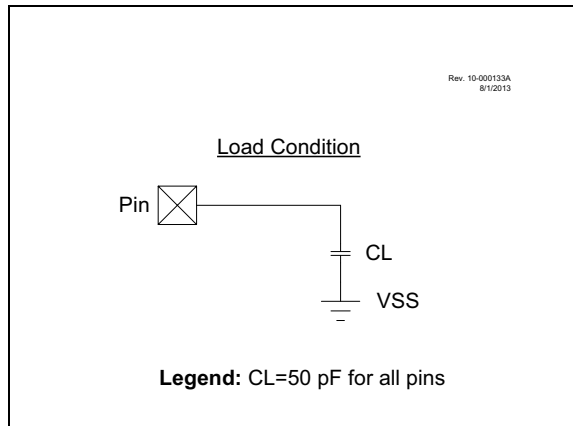 Rev. 10-000133A
8/1/2013
Load Condition
Pin
CL
VSS
Legend: CL=50 pF for all pins